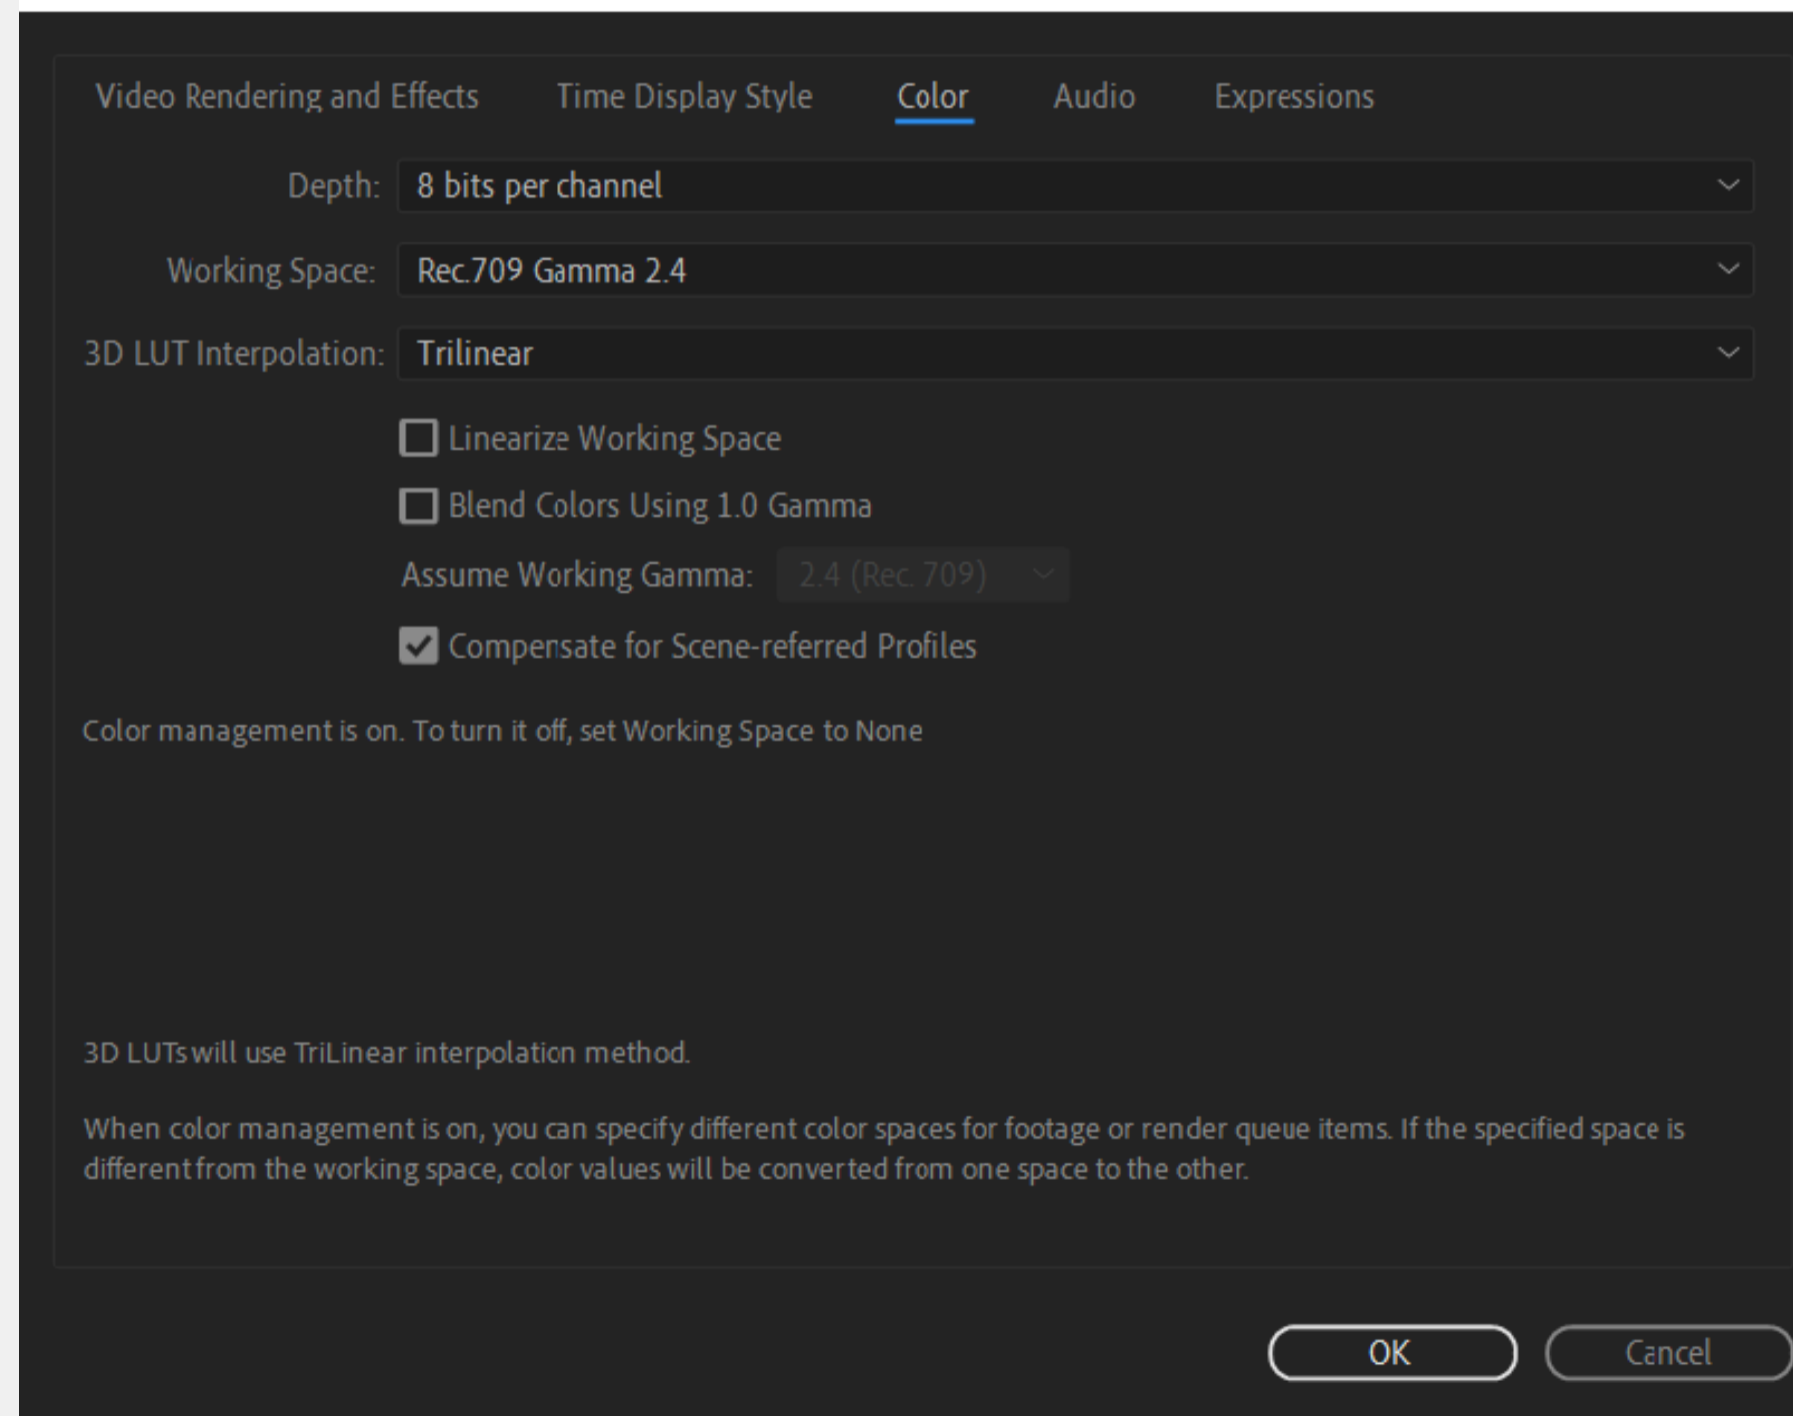 Video Rendering and Effects Time Display Style Color Audio Expressions
Depth: 8 bits per channel
Working Space: Rec.709 Gamma 2.4
3D LUT Interpolation: Trilinear
Linearize Working Space
Blend Colors Using 1.0 Gamma
Assume Working Gamma: 2.4 (Rec. 709)
Compensate for Scene-referred Profiles
Color management is on. To turn it off, set Working Space to None
3D LUTs will use TriLinear interpolation method.
When color management is on, you can specify different color spaces for footage or render queue items. If the specified space is
different from the working space, color values will be converted from one space to the other.
OK Cancel